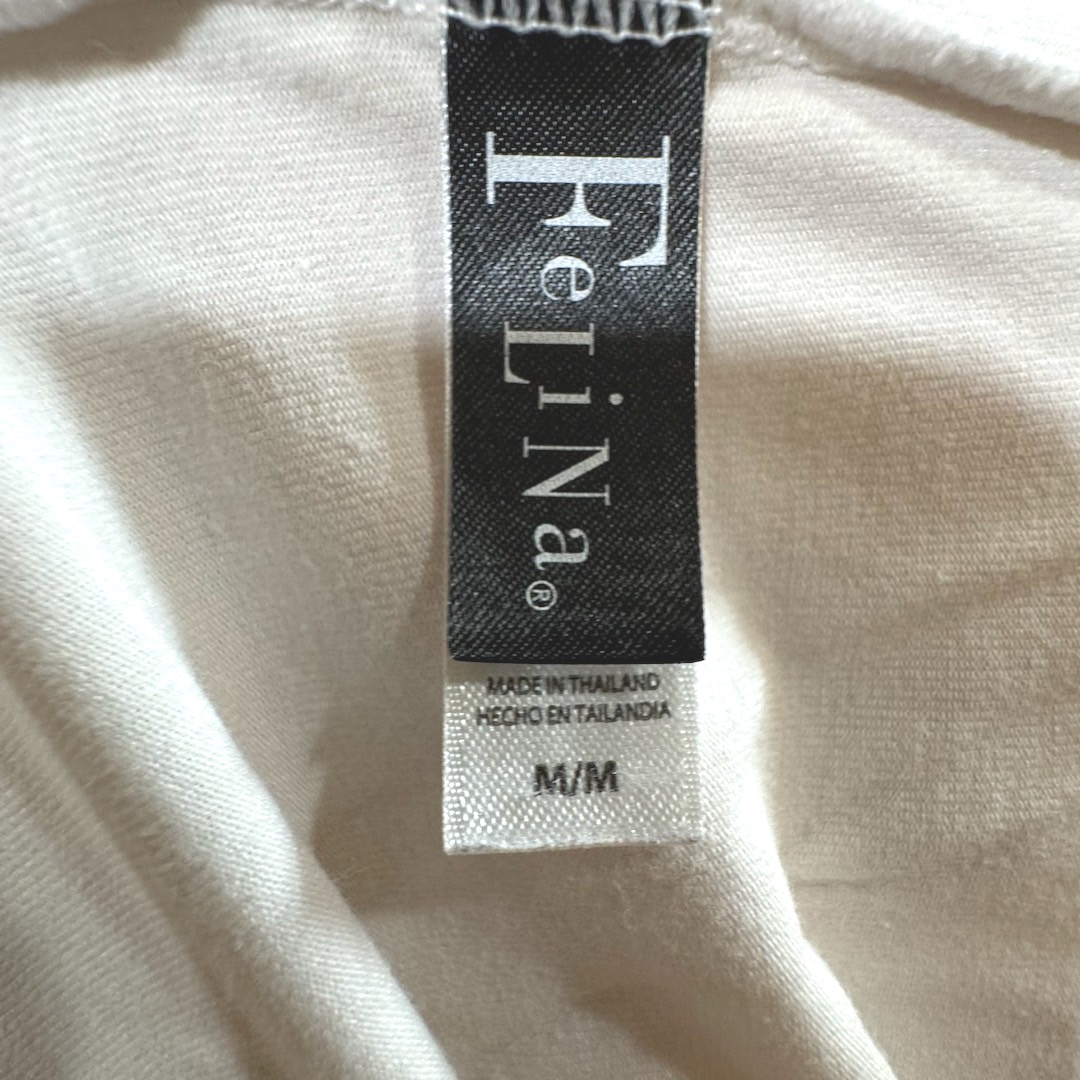 FeLiNa®
MADE IN THAILAND
HECHO EN TAILANDIA
M/M